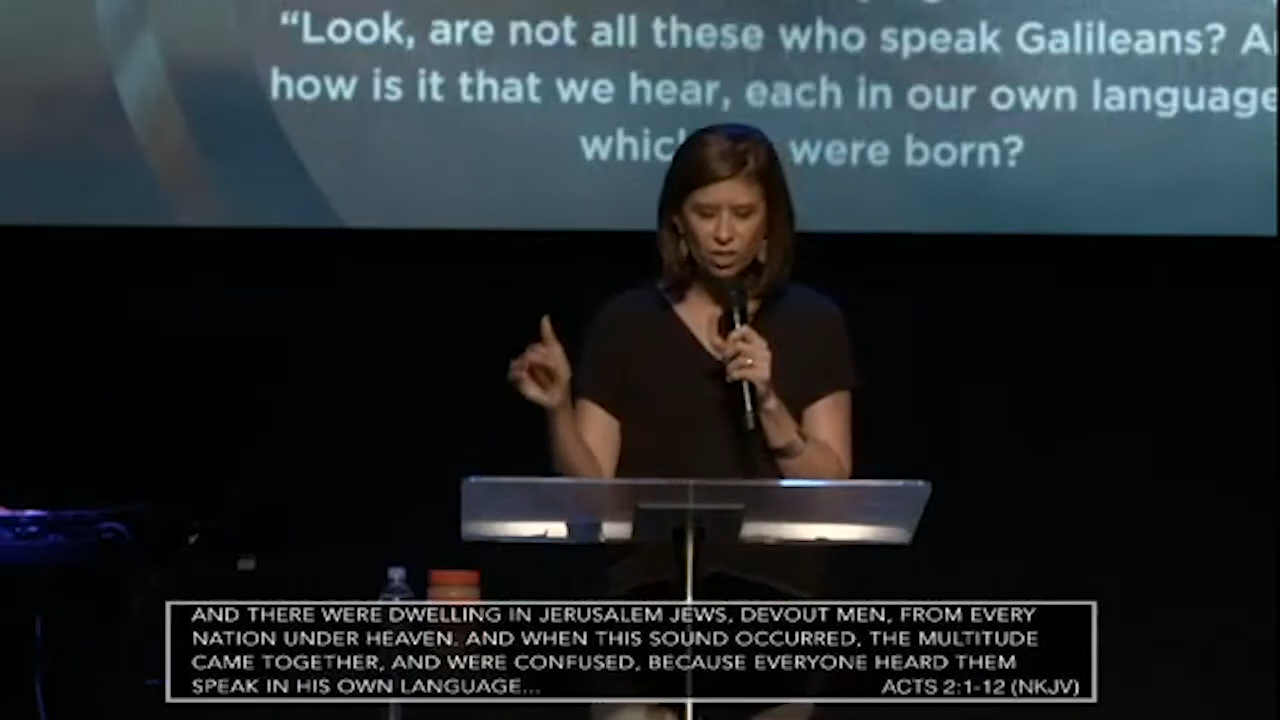 “Look, are not all these who speak Galileans?
how is it that we hear, each in our own language
were born?
AND THERE WERE DWELLING IN JERUSALEM JEWS, DEVOUT MEN, FROM EVERY
NATION UNDER HEAVEN. AND WHEN THIS SOUND OCCURRED, THE MULTITUDE
CAME TOGETHER, AND WERE CONFUSED, BECAUSE EVERYONE HEARD THEM
SPEAK IN HIS OWN LANGUAGE... ACTS 2:1-12 (NKJV)